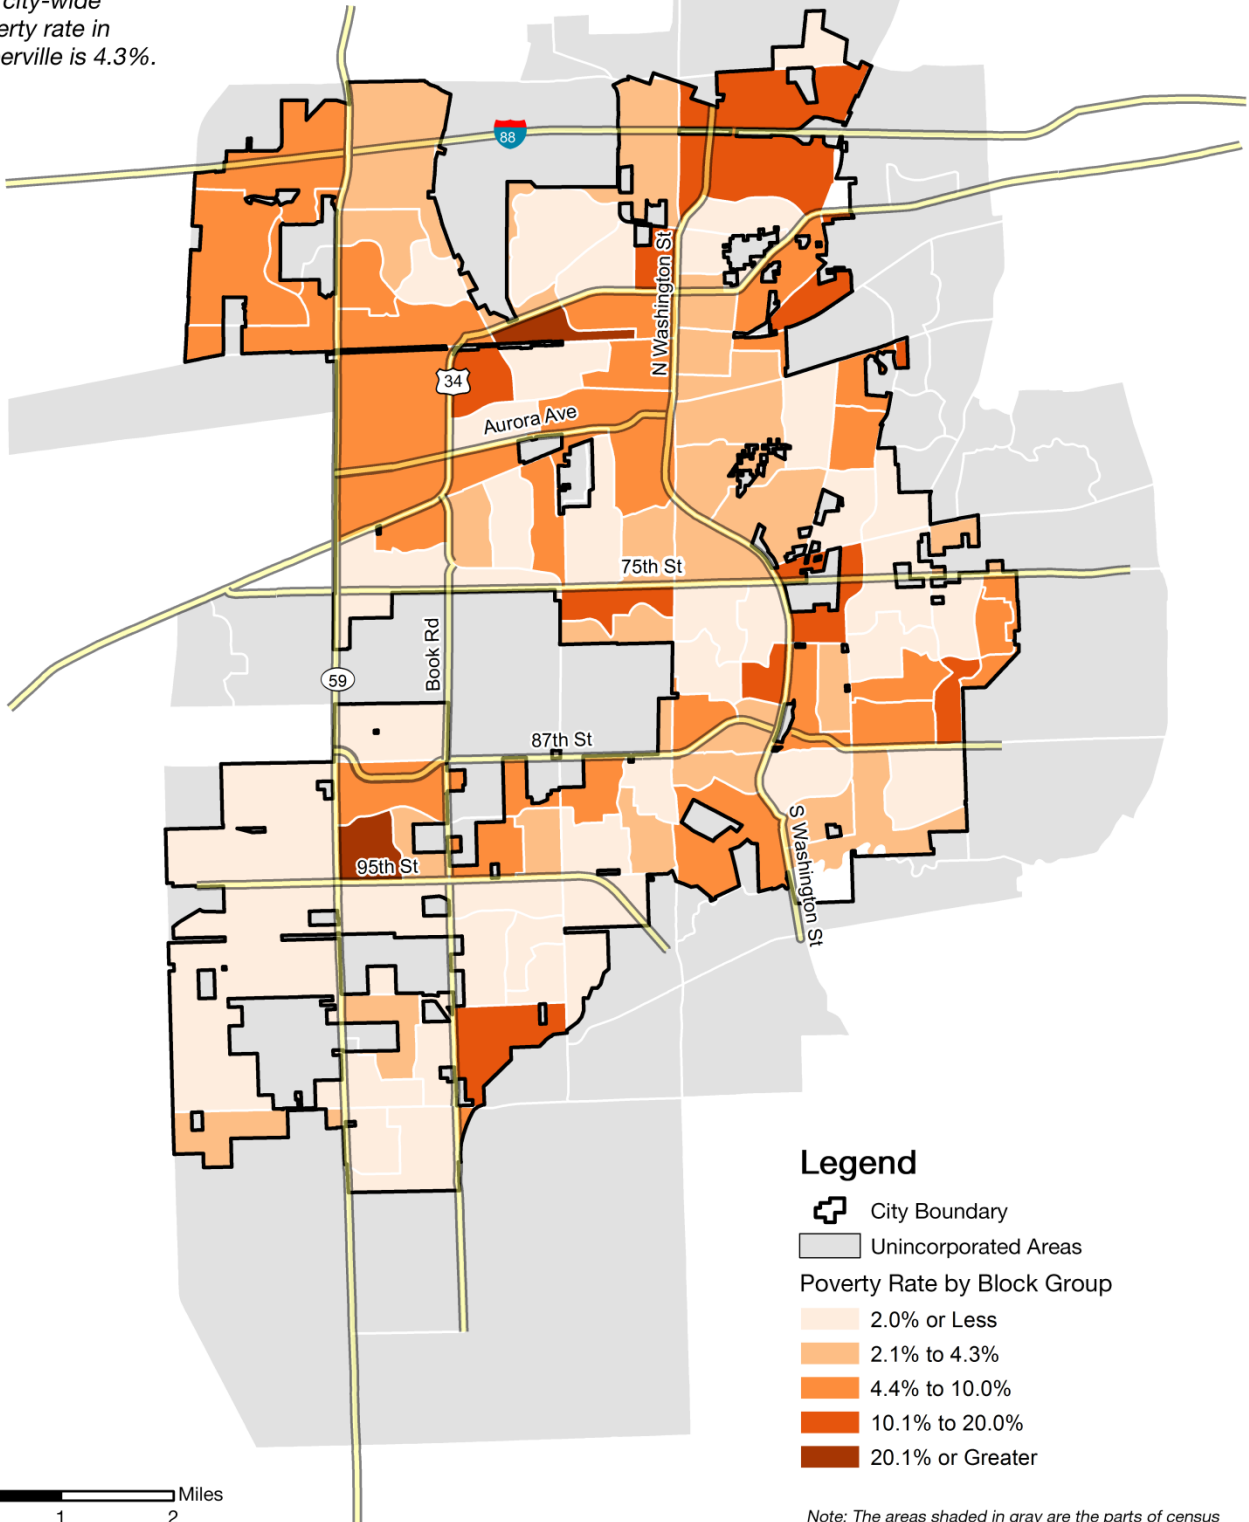 city-wide
erty rate in
erville is 4.3%.
88
N Washington St
34
Aurora Ave
75th St
Book Rd
59
87th St
95th St
S Washington St
Legend
City Boundary
Unincorporated Areas
Poverty Rate by Block Group
2.0% or Less
2.1% to 4.3%
4.4% to 10.0%
10.1% to 20.0%
20.1% or Greater
Miles
1 2
Note: The areas shaded in gray are the parts of census